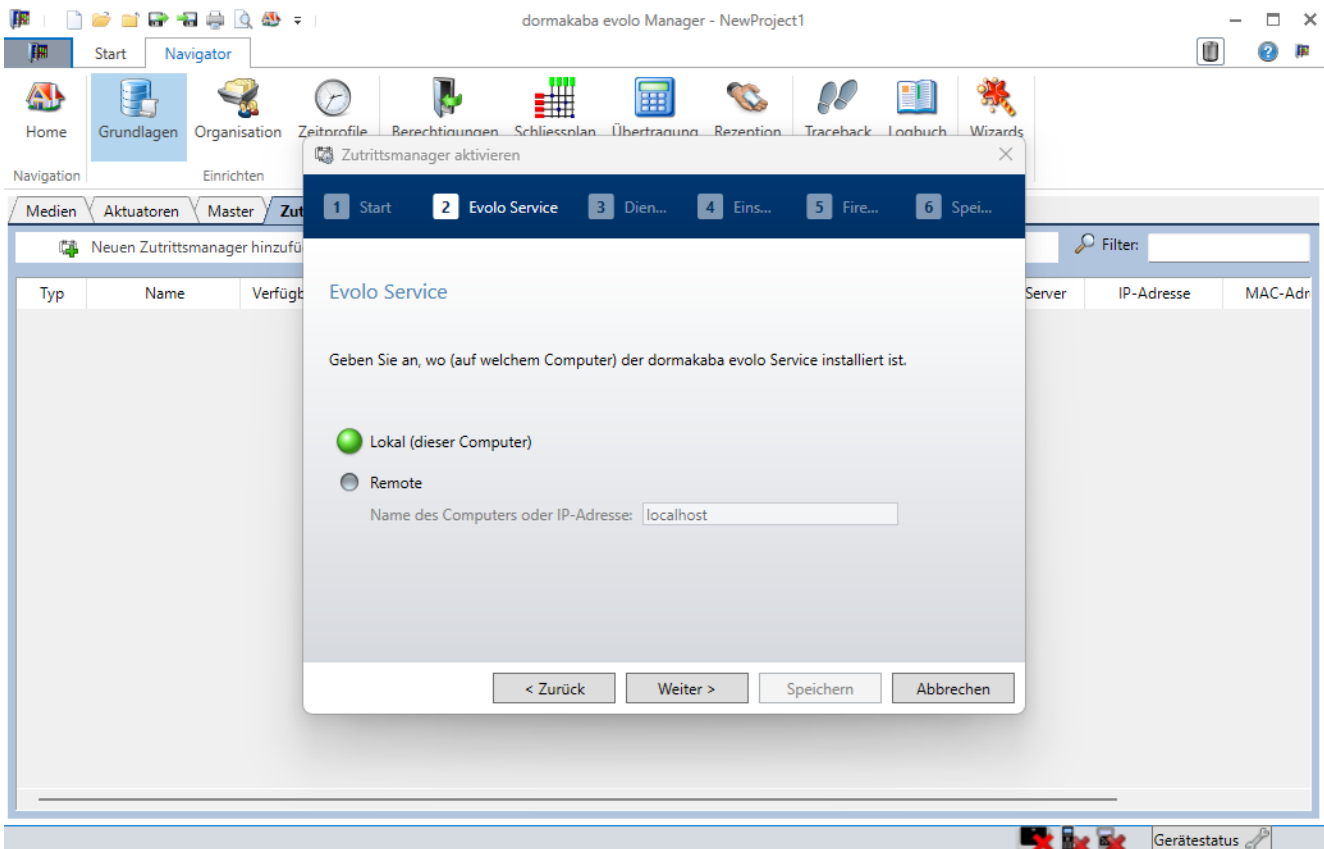 dormakaba evolo Manager - NewProject1
Start Navigator
Home Grundlagen Organisation Zeitprofile Berechtigungen Schliessplan Übertragung Rezeption Traceback Logbuch Wizards
Navigation Einrichten
Zutrittsmanager aktivieren
1 Start 2 Evolo Service 3 Dien... 4 Eins... 5 Fire... 6 Spei...
Medien Aktuatoren Master Zut
Neuen Zutrittsmanager hinzufü
Filter:
Typ Name Verfügb Server IP-Adresse MAC-Adr
Evolo Service
Geben Sie an, wo (auf welchem Computer) der dormakaba evolo Service installiert ist.
Lokal (dieser Computer)
Remote
Name des Computers oder IP-Adresse: localhost
< Zurück Weiter > Speichern Abbrechen
Gerätestatus